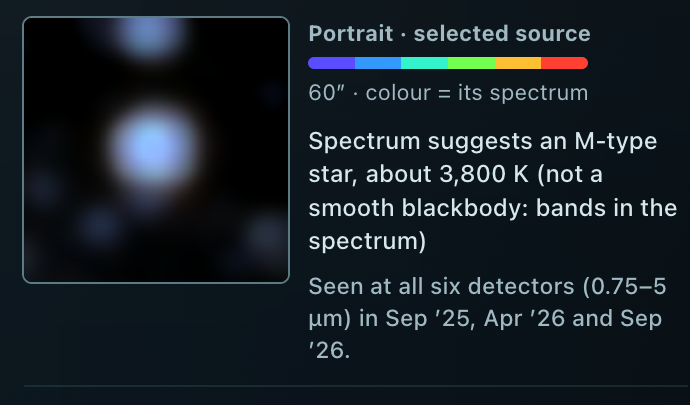 Portrait · selected source
60″ · colour = its spectrum
Spectrum suggests an M-type
star, about 3,800 K (not a
smooth blackbody: bands in the
spectrum)
Seen at all six detectors (0.75–5
µm) in Sep ’25, Apr ’26 and Sep
’26.